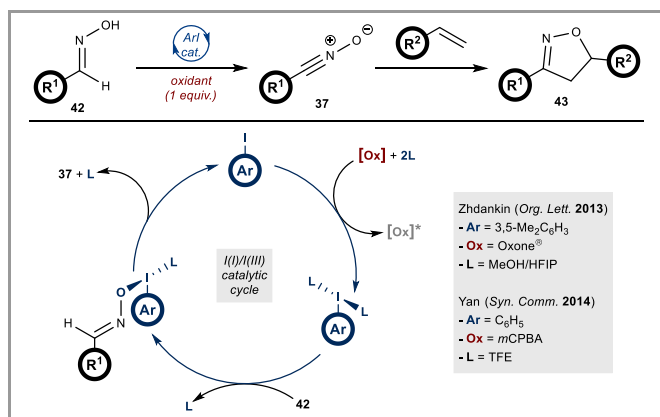 N OH
R¹ H
42
ArI
cat.
oxidant
(1 equiv.)
N⊕ O⊖
R¹
37
R²
N O
R¹ R²
43
I
Ar
[Ox] + 2L
[Ox]*
37 + L
I(I)/I(III)
catalytic
cycle
L
O I
Ar
H N
R¹
L I L
Ar
L
42
Zhdankin (Org. Lett. 2013)
- Ar = 3,5-Me₂C₆H₃
- Ox = Oxone®
- L = MeOH/HFIP
Yan (Syn. Comm. 2014)
- Ar = C₆H₅
- Ox = mCPBA
- L = TFE